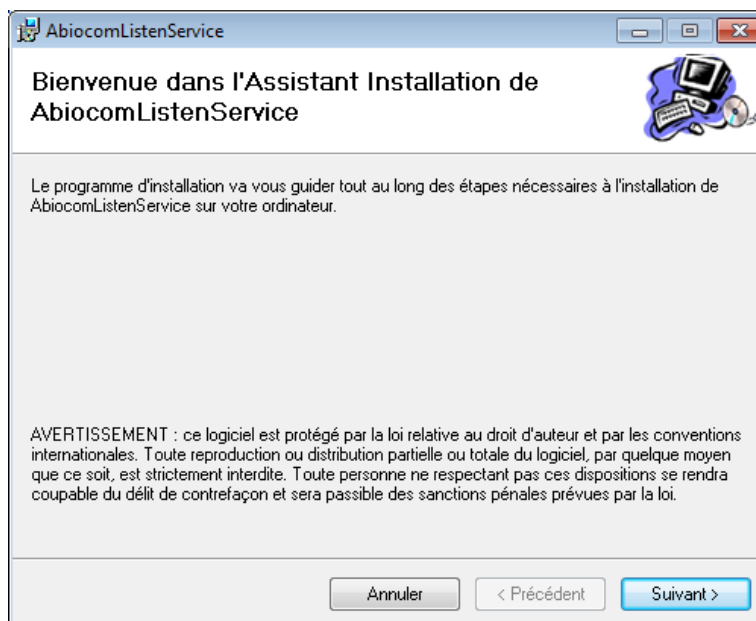 AbiocomListenService
Bienvenue dans l'Assistant Installation de
AbiocomListenService
Le programme d'installation va vous guider tout au long des étapes nécessaires à l'installation de
AbiocomListenService sur votre ordinateur.
AVERTISSEMENT : ce logiciel est protégé par la loi relative au droit d'auteur et par les conventions
internationales. Toute reproduction ou distribution partielle ou totale du logiciel, par quelque moyen
que ce soit, est strictement interdite. Toute personne ne respectant pas ces dispositions se rendra
coupable du délit de contrefaçon et sera passible des sanctions pénales prévues par la loi.
Annuler
< Précédent
Suivant >